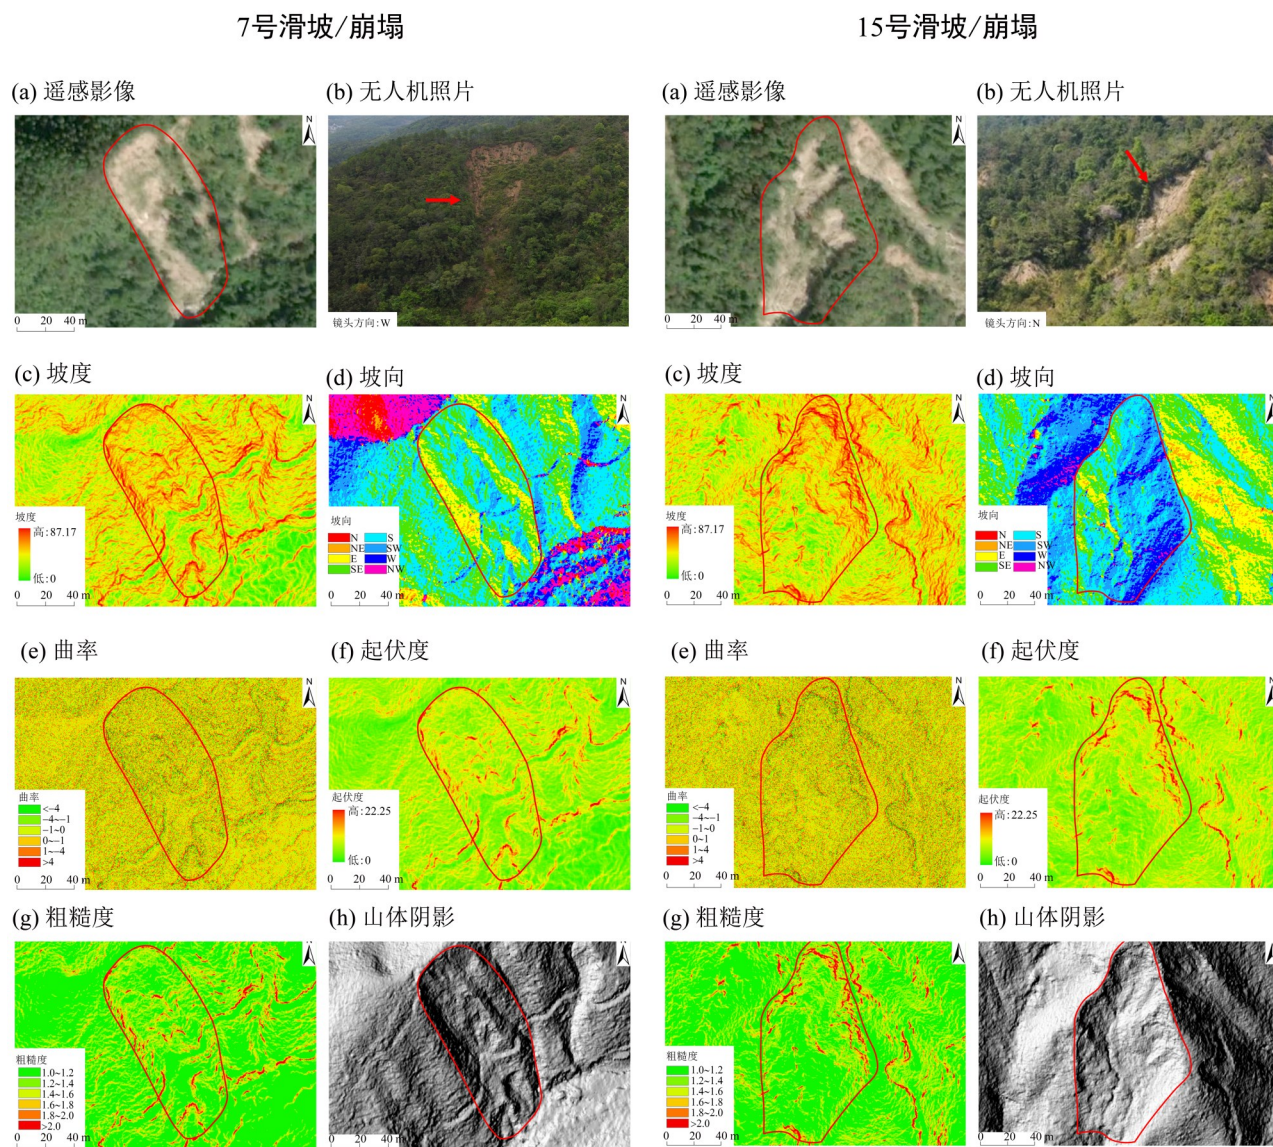 7号滑坡/崩塌
(a) 遥感影像
N
0 20 40 m
(b) 无人机照片
镜头方向:W
(c) 坡度
N
坡度
高:87.17
低:0
0 20 40 m
(d) 坡向
N
坡向
N S
NE SW
E W
SE NW
0 20 40 m
(e) 曲率
N
曲率
<-4
-4~-1
-1~0
0~-1
1~-4
>4
0 20 40 m
(f) 起伏度
N
起伏度
高:22.25
低:0
0 20 40 m
(g) 粗糙度
N
粗糙度
1.0~1.2
1.2~1.4
1.4~1.6
1.6~1.8
1.8~2.0
>2.0
0 20 40 m
(h) 山体阴影
N
0 20 40 m
15号滑坡/崩塌
(a) 遥感影像
N
0 20 40 m
(b) 无人机照片
镜头方向:N
(c) 坡度
N
坡度
高:87.17
低:0
0 20 40 m
(d) 坡向
N
坡向
N S
NE SW
E W
SE NW
0 20 40 m
(e) 曲率
N
曲率
<-4
-4~-1
-1~0
0~1
1~4
>4
0 20 40 m
(f) 起伏度
N
起伏度
高:22.25
低:0
0 20 40 m
(g) 粗糙度
N
粗糙度
1.0~1.2
1.2~1.4
1.4~1.6
1.6~1.8
1.8~2.0
>2.0
0 20 40 m
(h) 山体阴影
N
0 20 40 m